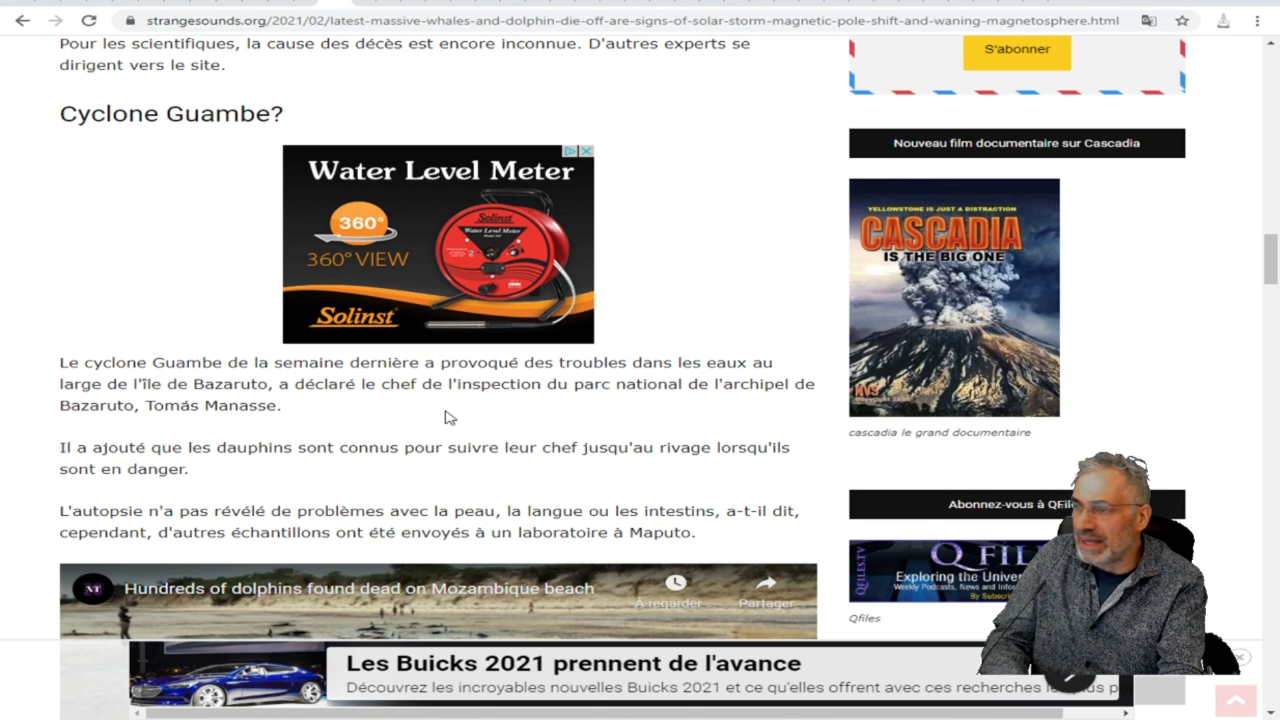 strangesounds.org/2021/02/latest-massive-whales-and-dolphin-die-off-are-signs-of-solar-storm-magnetic-pole-shift-and-waning-magnetosphere.html
Pour les scientifiques, la cause des décès est encore inconnue. D'autres experts se
dirigent vers le site.
Cyclone Guambe?
Water Level Meter
360°
360° VIEW
Solinst
Water Level Meter
Solinst
Le cyclone Guambe de la semaine dernière a provoqué des troubles dans les eaux au
large de l'île de Bazaruto, a déclaré le chef de l'inspection du parc national de l'archipel de
Bazaruto, Tomás Manasse.
Il a ajouté que les dauphins sont connus pour suivre leur chef jusqu'au rivage lorsqu'ils
sont en danger.
L'autopsie n'a pas révélé de problèmes avec la peau, la langue ou les intestins, a-t-il dit,
cependant, d'autres échantillons ont été envoyés à un laboratoire à Maputo.
Hundreds of dolphins found dead on Mozambique beach
À regarder
Partager
S'abonner
Nouveau film documentaire sur Cascadia
YELLOWSTONE IS JUST A DISTRACTION
CASCADIA
IS THE BIG ONE
cascadia le grand documentaire
Abonnez-vous à
QFILES.TV
Q FIL
Exploring the Univer
Weekly Podcasts, News and
By
Qfiles
Les Buicks 2021 prennent de l'avance
Découvrez les incroyables nouvelles Buicks 2021 et ce qu'elles offrent avec ces recherches